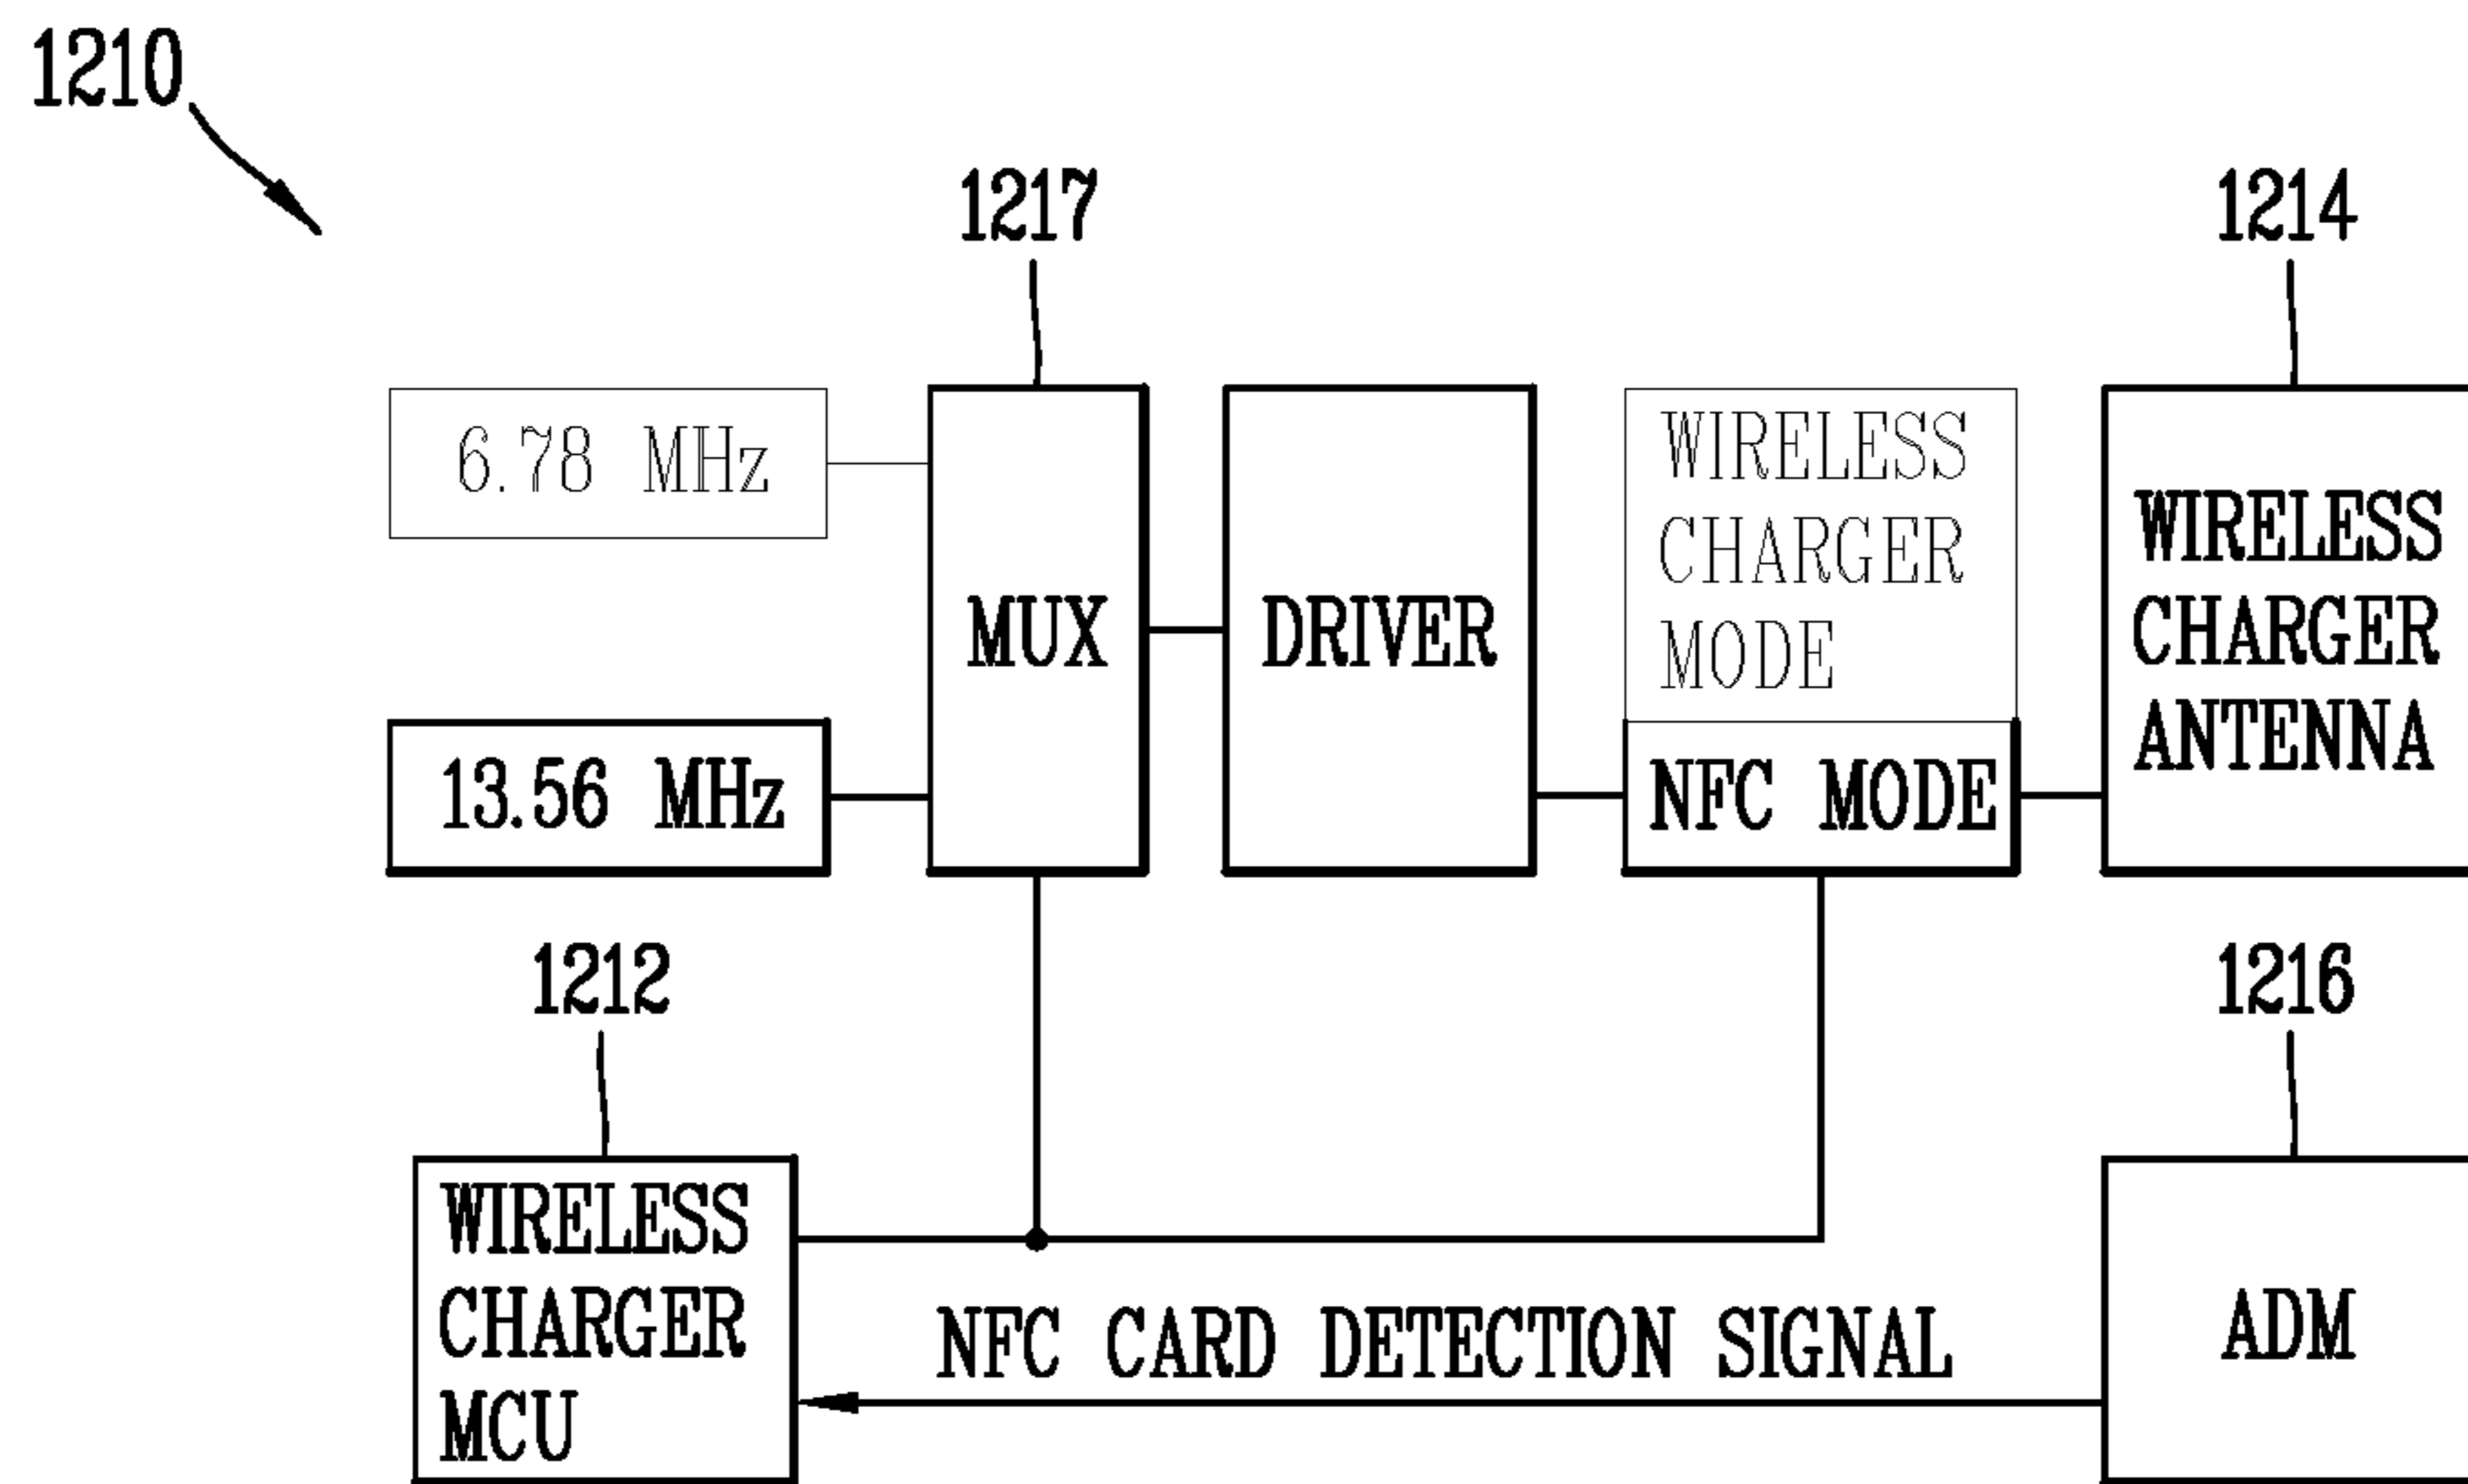 1210
1217
1214
6.78 MHz
MUX
DRIVER
WIRELESS
CHARGER
MODE
WIRELESS
CHARGER
ANTENNA
13.56 MHz
NFC MODE
1212
1216
WIRELESS
CHARGER
MCU
NFC CARD DETECTION SIGNAL
ADM